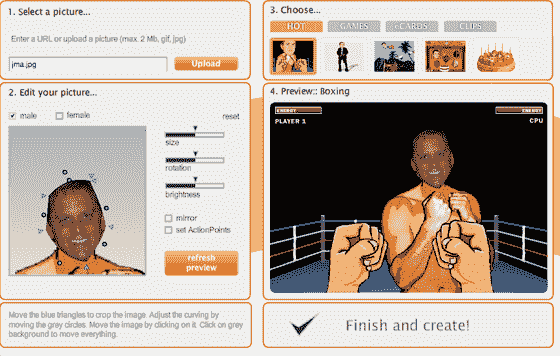 1. Select a picture...
Enter a URL or upload a picture (max. 2 Mb, gif, jpg)
jma.jpg
Upload
2. Edit your picture...
male
female
reset
size
rotation
brightness
mirror
set ActionPoints
refresh
preview
Move the blue triangles to crop the image. Adjust the curving by
moving the grey circles. Move the image by clicking on it. Click on grey
background to move everything.
3. Choose...
HOT
GAMES
eCARDS
CLIPS
4. Preview:: Boxing
ENERGY
ENERGY
PLAYER 1
CPU
Finish and create!